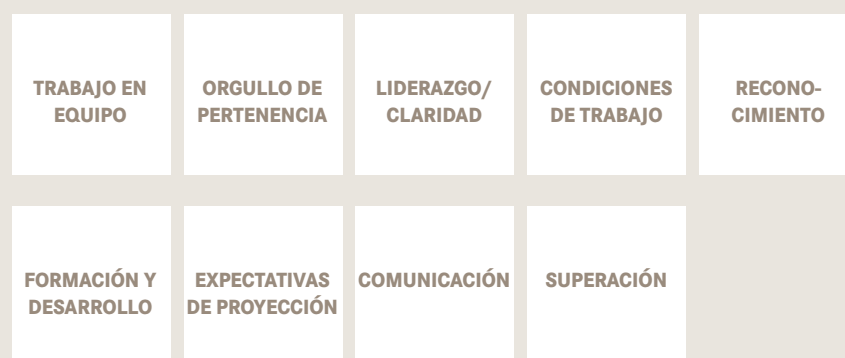 TRABAJO EN
EQUIPO
ORGULLO DE
PERTENENCIA
LIDERAZGO/
CLARIDAD
CONDICIONES
DE TRABAJO
RECONO-
CIMIENTO
FORMACIÓN Y
DESARROLLO
EXPECTATIVAS
DE PROYECCIÓN
COMUNICACIÓN
SUPERACIÓN